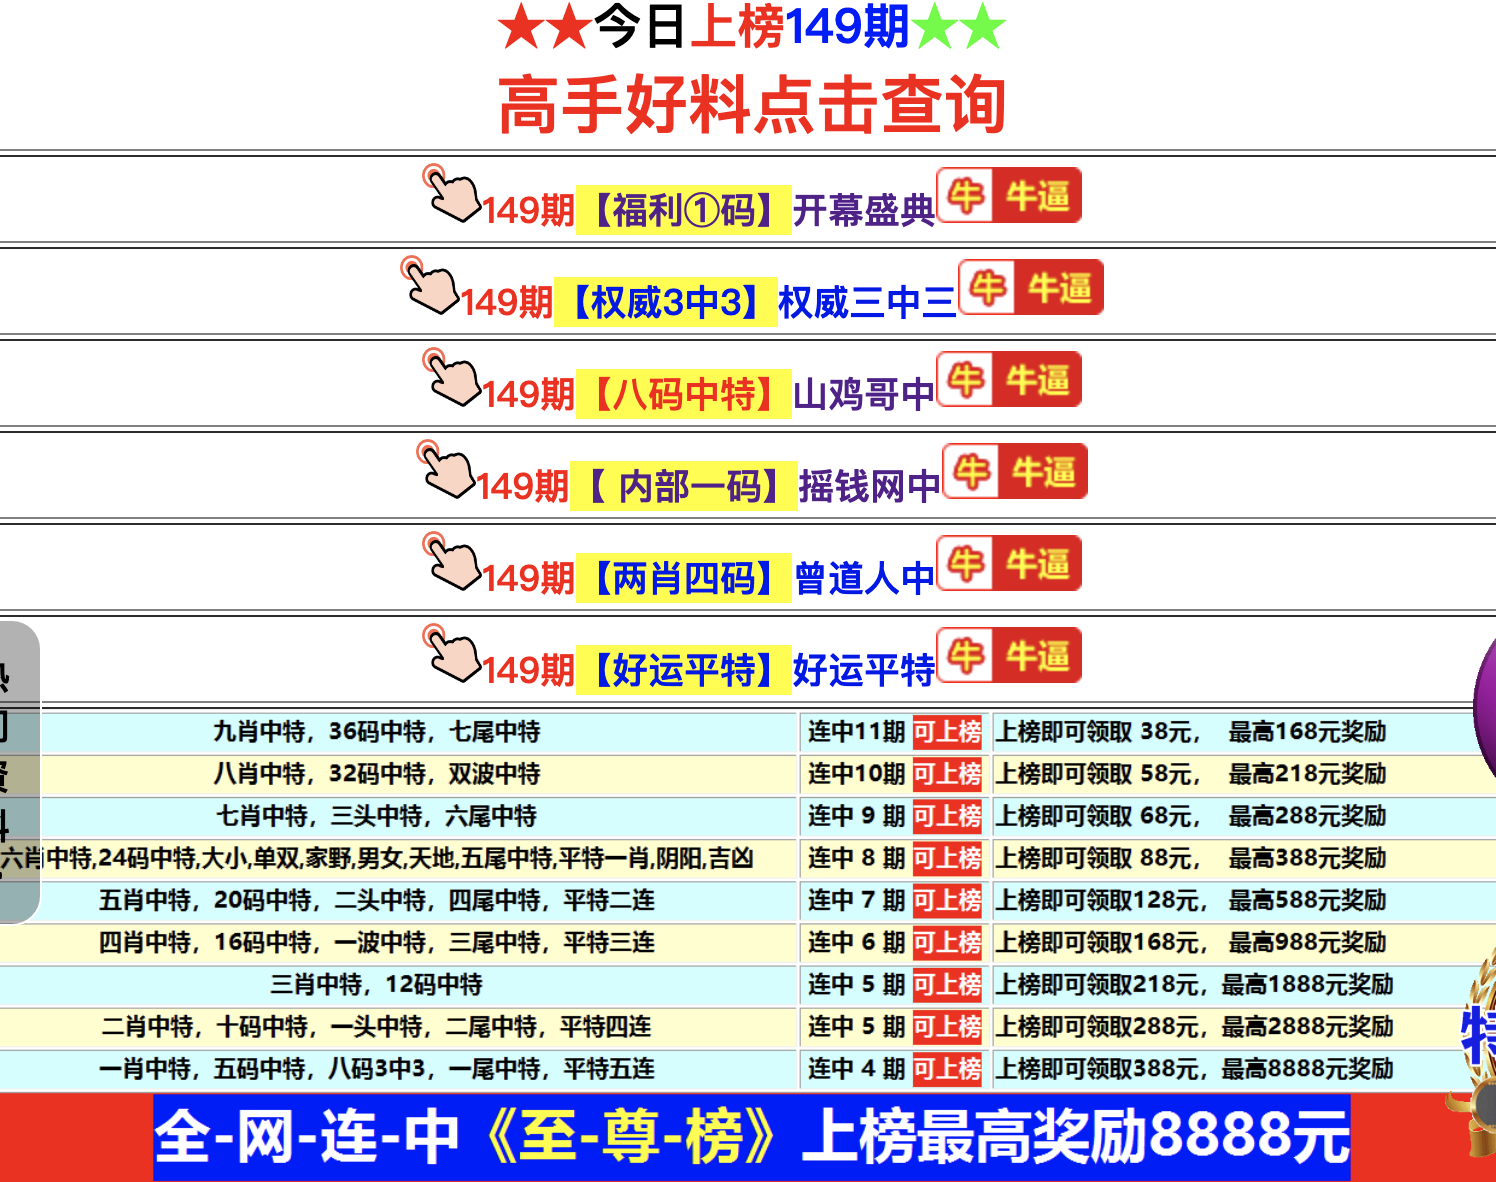 ★★今日上榜149期★★
高手好料点击查询
149期【福利①码】开幕盛典 牛 牛逼
149期【权威3中3】权威三中三 牛 牛逼
149期【八码中特】山鸡哥中 牛 牛逼
149期【 内部一码】摇钱网中 牛 牛逼
149期【两肖四码】曾道人中 牛 牛逼
149期【好运平特】好运平特 牛 牛逼
九肖中特，36码中特，七尾中特 连中11期 可上榜 上榜即可领取 38元， 最高168元奖励
八肖中特，32码中特，双波中特 连中10期 可上榜 上榜即可领取 58元， 最高218元奖励
七肖中特，三头中特，六尾中特 连中 9 期 可上榜 上榜即可领取 68元， 最高288元奖励
六肖中特,24码中特,大小,单双,家野,男女,天地,五尾中特,平特一肖,阴阳,吉凶 连中 8 期 可上榜 上榜即可领取 88元， 最高388元奖励
五肖中特，20码中特，二头中特，四尾中特，平特二连 连中 7 期 可上榜 上榜即可领取128元， 最高588元奖励
四肖中特，16码中特，一波中特，三尾中特，平特三连 连中 6 期 可上榜 上榜即可领取168元， 最高988元奖励
三肖中特，12码中特 连中 5 期 可上榜 上榜即可领取218元，最高1888元奖励
二肖中特，十码中特，一头中特，二尾中特，平特四连 连中 5 期 可上榜 上榜即可领取288元，最高2888元奖励
特
一肖中特，五码中特，八码3中3，一尾中特，平特五连 连中 4 期 可上榜 上榜即可领取388元，最高8888元奖励
全-网-连-中《至-尊-榜》上榜最高奖励8888元